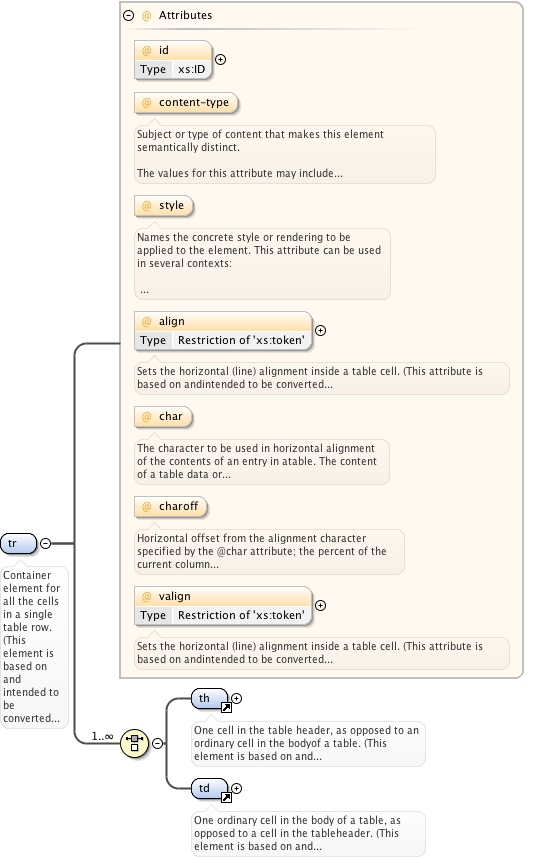 @ Attributes
@ id
Type xs:ID
@ content-type
Subject or type of content that makes this element
semantically distinct.
The values for this attribute may include...
@ style
Names the concrete style or rendering to be
applied to the element. This attribute can be used
in several contexts:
...
@ align
Type Restriction of 'xs:token'
Sets the horizontal (line) alignment inside a table cell. (This attribute is
based on andintended to be converted...
@ char
The character to be used in horizontal alignment
of the contents of an entry in atable. The content
of a table data or...
@ charoff
Horizontal offset from the alignment character
specified by the @char attribute; the percent of the
current column...
@ valign
Type Restriction of 'xs:token'
Sets the horizontal (line) alignment inside a table cell. (This attribute is
based on andintended to be converted...
tr
Container
element for
all the cells
in a single
table row.
(This
element is
based on
and
intended to
be
converted...
1..∞
th
One cell in the table header, as opposed to an
ordinary cell in the bodyof a table. (This
element is based on and...
td
One ordinary cell in the body of a table, as
opposed to a cell in the tableheader. (This
element is based on and...